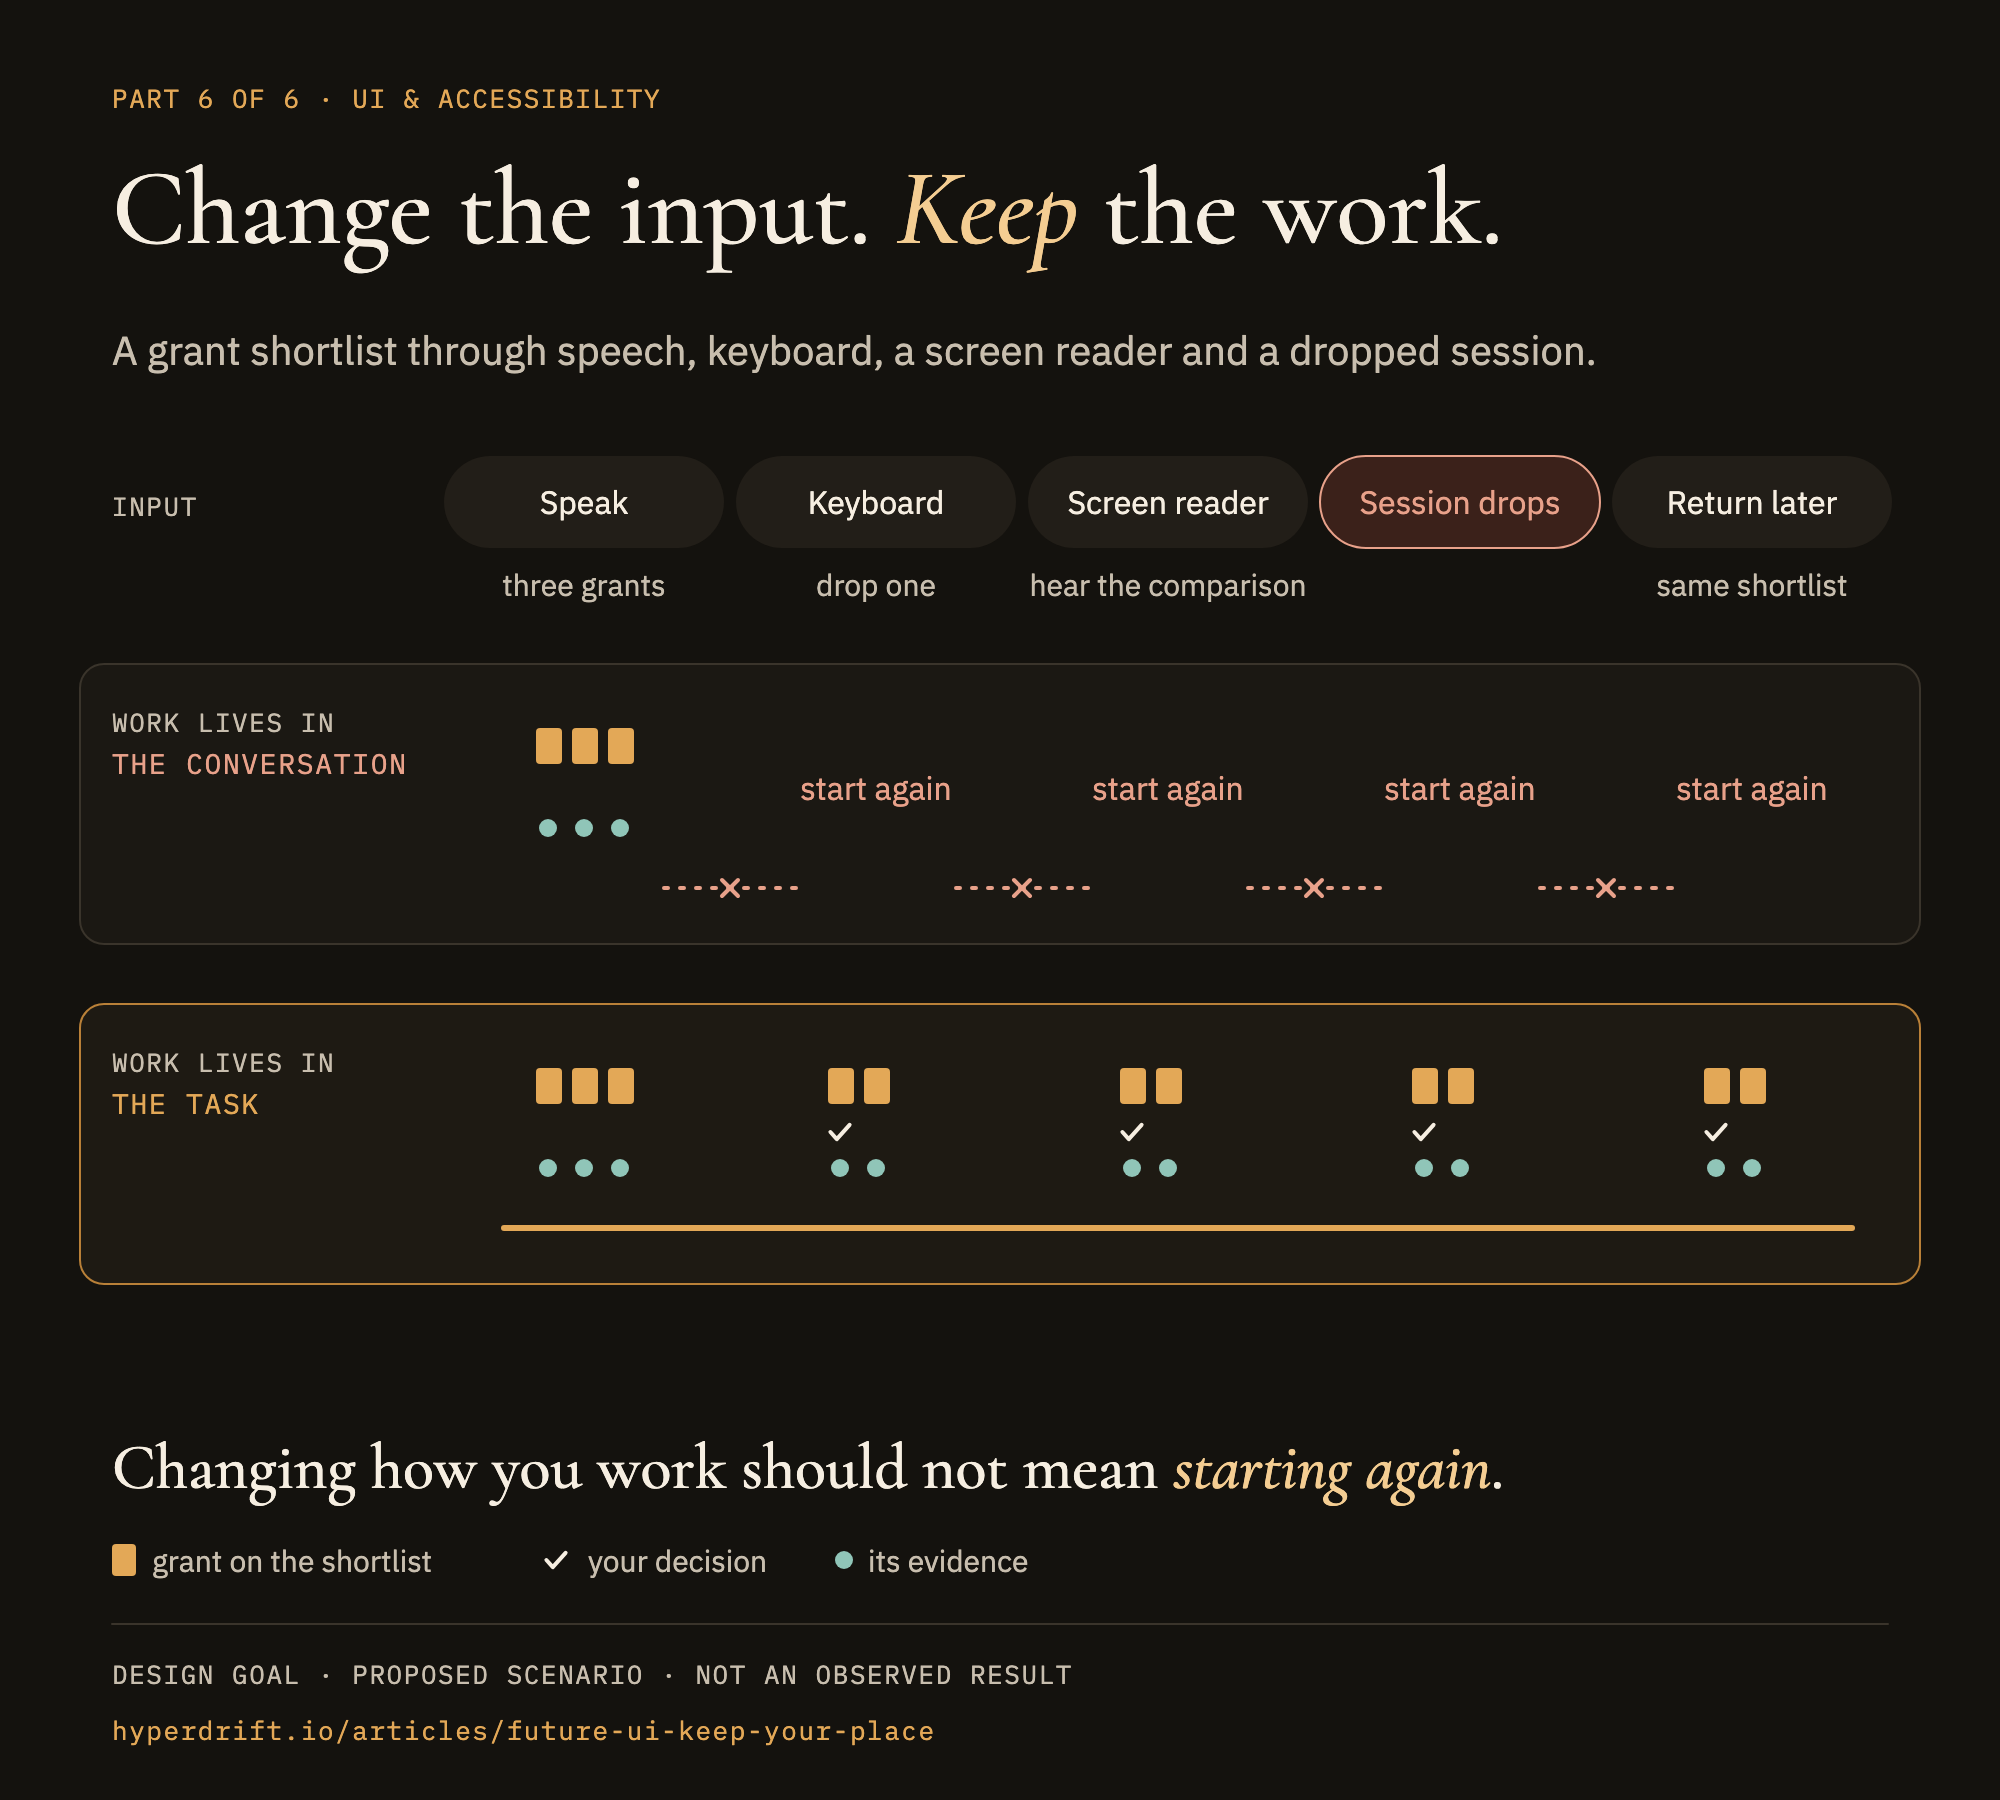 PART 6 OF 6 · UI & ACCESSIBILITY
Change the input. Keep the work.
A grant shortlist through speech, keyboard, a screen reader and a dropped session.
INPUT
Speak
Keyboard
Screen reader
Session drops
Return later
three grants
drop one
hear the comparison
same shortlist
WORK LIVES IN
THE CONVERSATION
start again
start again
start again
start again
WORK LIVES IN
THE TASK
Changing how you work should not mean starting again.
grant on the shortlist
your decision
its evidence
DESIGN GOAL · PROPOSED SCENARIO · NOT AN OBSERVED RESULT
hyperdrift.io/articles/future-ui-keep-your-place